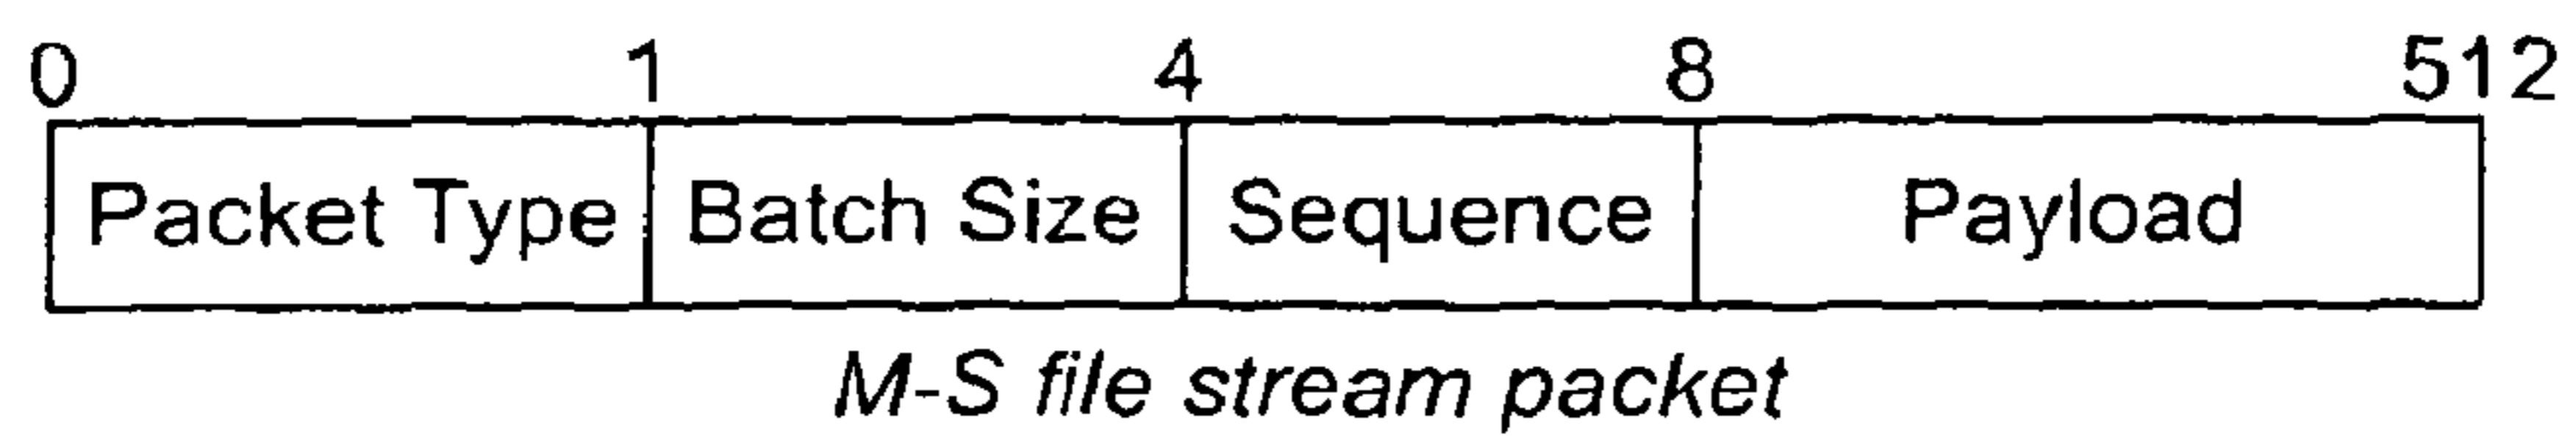 0 1 4 8 512
Packet Type Batch Size Sequence Payload
M-S file stream packet